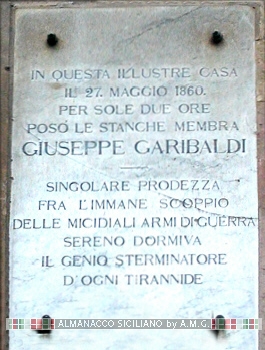 IN QUESTA ILLUSTRE CASA
IL 27. MAGGIO 1860.
PER SOLE DUE ORE
POSÒ LE STANCHE MEMBRA
GIUSEPPE GARIBALDI
SINGOLARE PRODEZZA
FRA L'IMMANE SCOPPIO
DELLE MICIDIALI ARMI DI GUERRA
SERENO DORMIVA
IL GENIO STERMINATORE
D'OGNI TIRANNIDE
ALMANACCO SICILIANO by A.M.G.